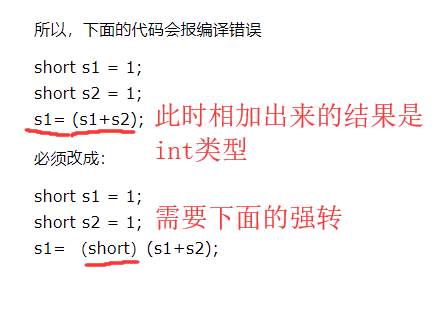 所以，下面的代码会报编译错误
short s1 = 1;
short s2 = 1;
s1= (s1+s2);
此时相加出来的结果是
int类型
必须改成：
short s1 = 1;
short s2 = 1;
需要下面的强转
s1= （short）(s1+s2);